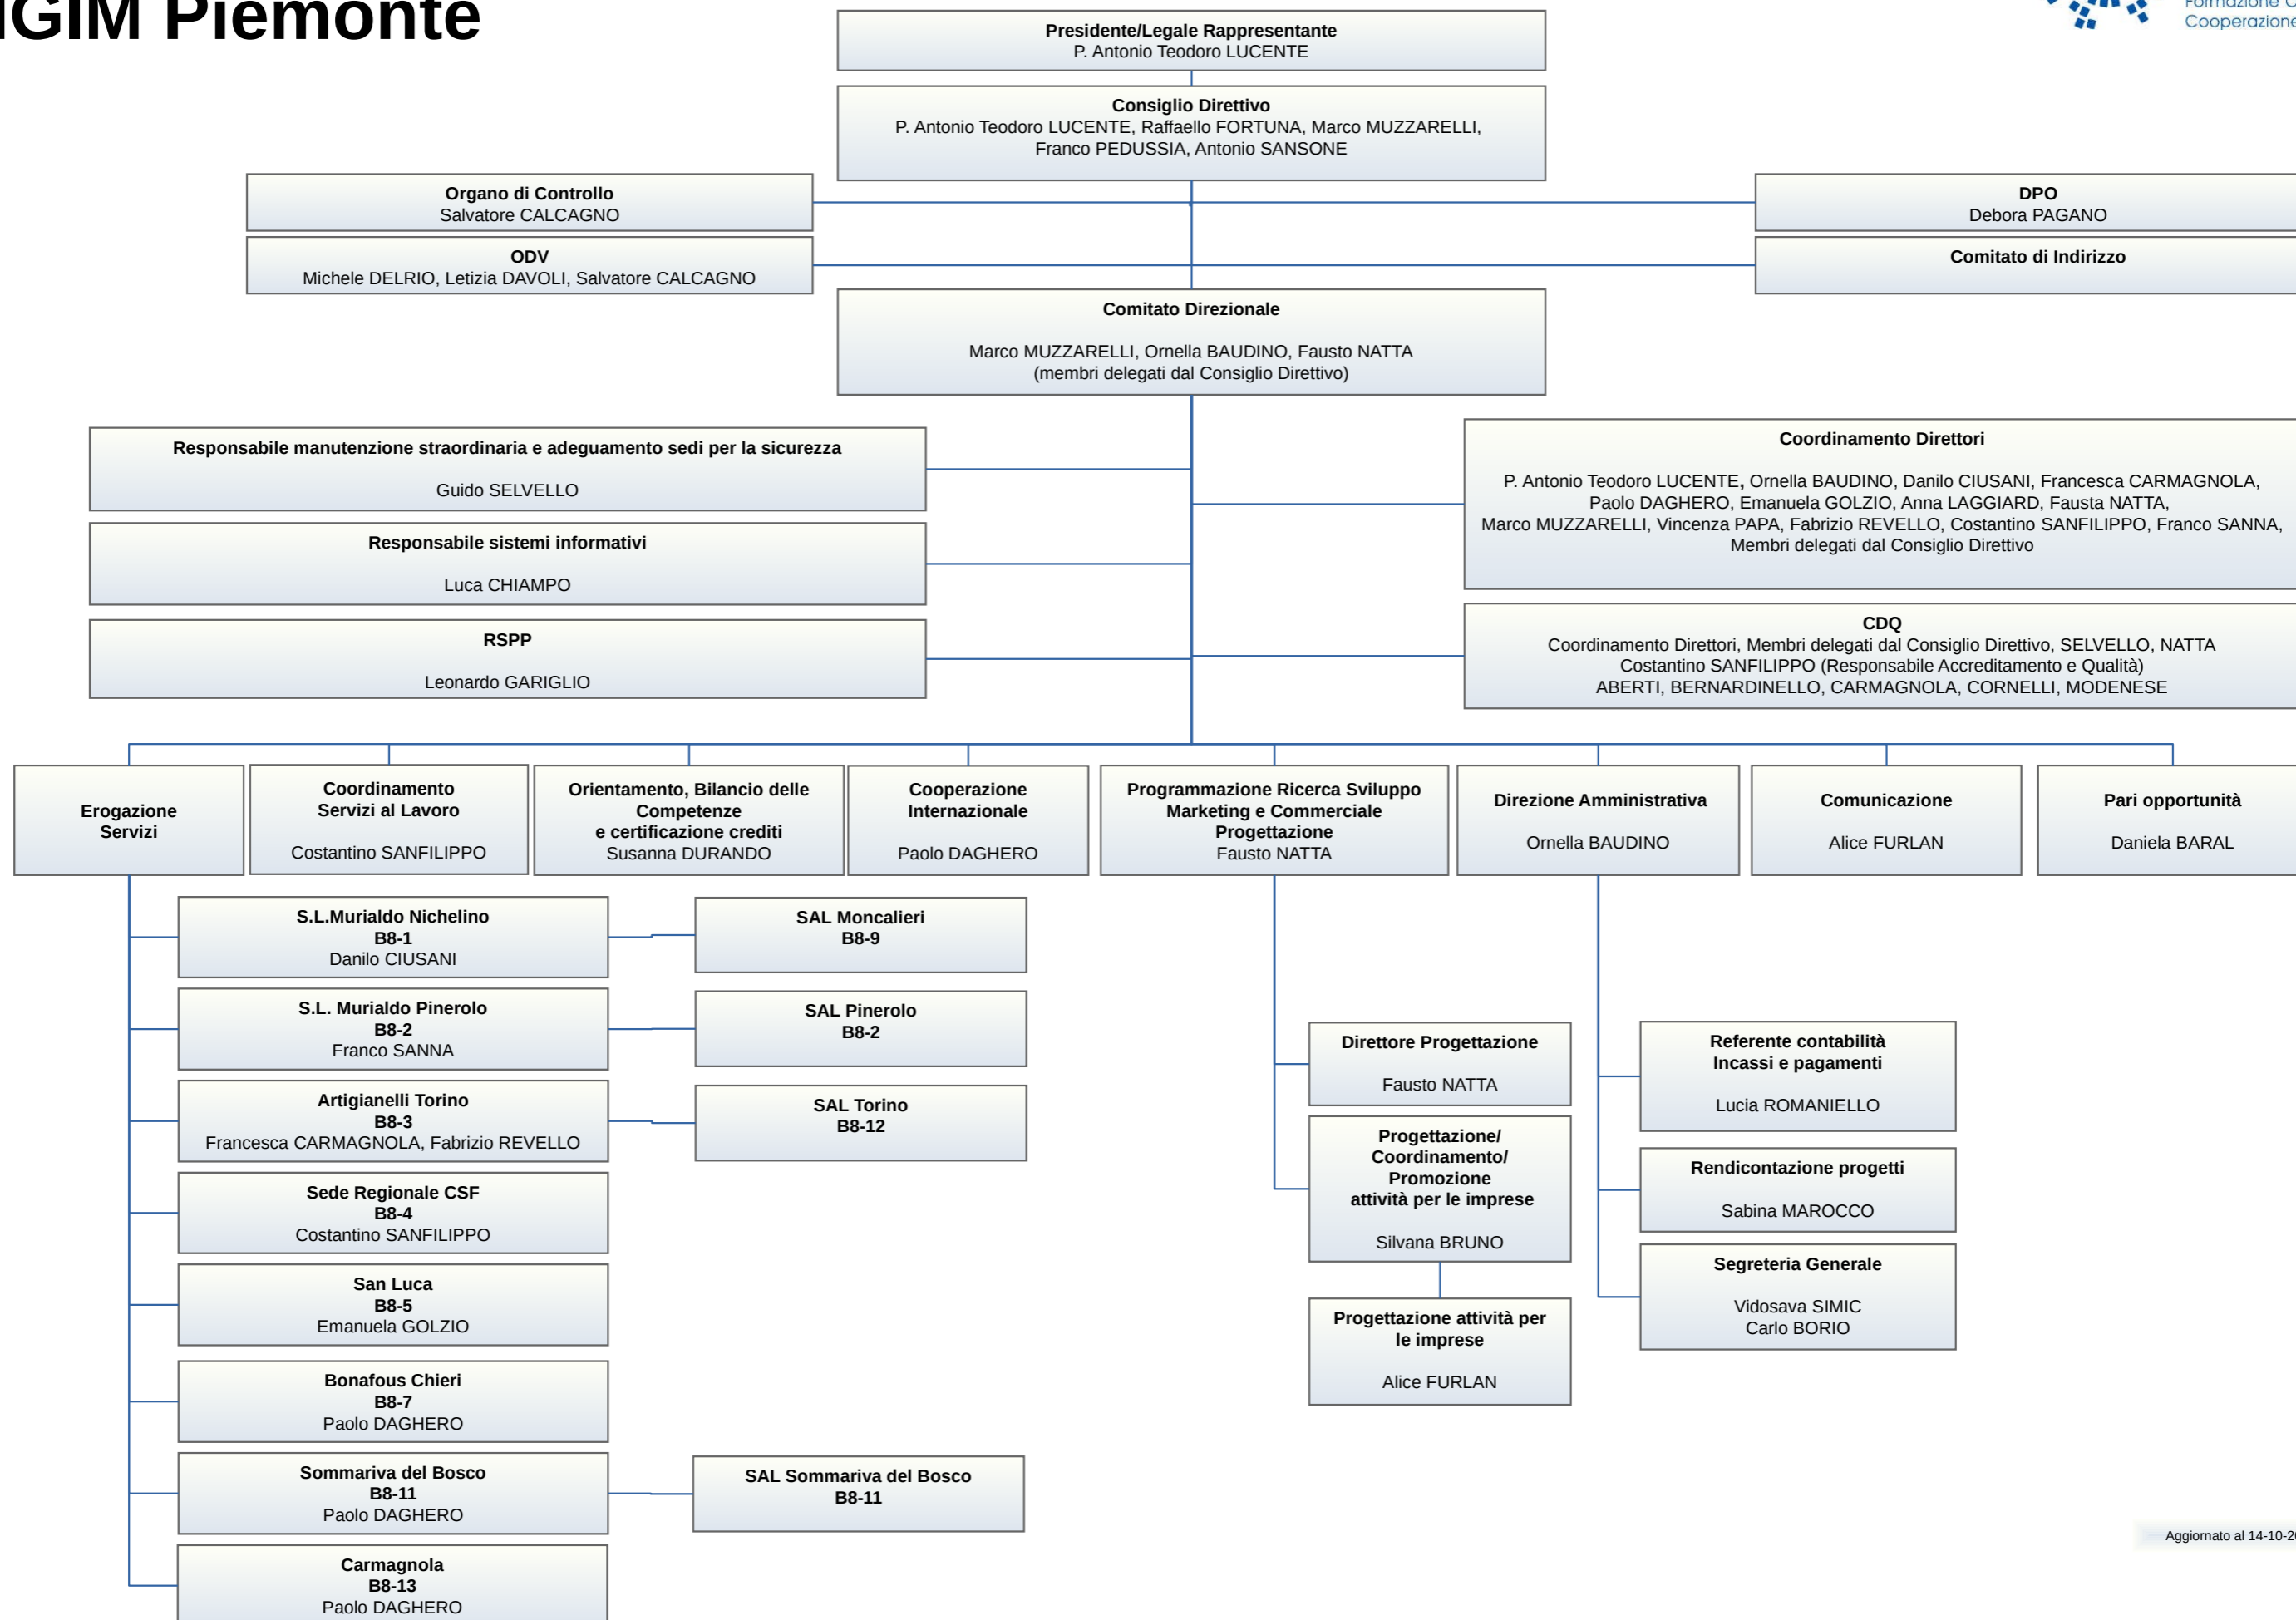 IGIM Piemonte
Formazione
Cooperazione
Presidente/Legale Rappresentante
P. Antonio Teodoro LUCENTE
Consiglio Direttivo
P. Antonio Teodoro LUCENTE, Raffaello FORTUNA, Marco MUZZARELLI,
Franco PEDUSSIA, Antonio SANSONE
Organo di Controllo
Salvatore CALCAGNO
DPO
Debora PAGANO
ODV
Michele DELRIO, Letizia DAVOLI, Salvatore CALCAGNO
Comitato di Indirizzo
Comitato Direzionale
Marco MUZZARELLI, Ornella BAUDINO, Fausto NATTA
(membri delegati dal Consiglio Direttivo)
Responsabile manutenzione straordinaria e adeguamento sedi per la sicurezza
Guido SELVELLO
Responsabile sistemi informativi
Luca CHIAMPO
RSPP
Leonardo GARIGLIO
Coordinamento Direttori
P. Antonio Teodoro LUCENTE, Ornella BAUDINO, Danilo CIUSANI, Francesca CARMAGNOLA,
Paolo DAGHERO, Emanuela GOLZIO, Anna LAGGIARD, Fausta NATTA,
Marco MUZZARELLI, Vincenza PAPA, Fabrizio REVELLO, Costantino SANFILIPPO, Franco SANNA,
Membri delegati dal Consiglio Direttivo
CDQ
Coordinamento Direttori, Membri delegati dal Consiglio Direttivo, SELVELLO, NATTA
Costantino SANFILIPPO (Responsabile Accreditamento e Qualità)
ABERTI, BERNARDINELLO, CARMAGNOLA, CORNELLI, MODENESE
Erogazione
Servizi
Coordinamento
Servizi al Lavoro
Costantino SANFILIPPO
Orientamento, Bilancio delle
Competenze
e certificazione crediti
Susanna DURANDO
Cooperazione
Internazionale
Paolo DAGHERO
Programmazione Ricerca Sviluppo
Marketing e Commerciale
Progettazione
Fausto NATTA
Direzione Amministrativa
Ornella BAUDINO
Comunicazione
Alice FURLAN
Pari opportunità
Daniela BARAL
S.L.Murialdo Nichelino
B8-1
Danilo CIUSANI
SAL Moncalieri
B8-9
S.L. Murialdo Pinerolo
B8-2
Franco SANNA
SAL Pinerolo
B8-2
Artigianelli Torino
B8-3
Francesca CARMAGNOLA, Fabrizio REVELLO
SAL Torino
B8-12
Sede Regionale CSF
B8-4
Costantino SANFILIPPO
San Luca
B8-5
Emanuela GOLZIO
Bonafous Chieri
B8-7
Paolo DAGHERO
Sommariva del Bosco
B8-11
Paolo DAGHERO
SAL Sommariva del Bosco
B8-11
Carmagnola
B8-13
Paolo DAGHERO
Direttore Progettazione
Fausto NATTA
Progettazione/
Coordinamento/
Promozione
attività per le imprese
Silvana BRUNO
Progettazione attività per
le imprese
Alice FURLAN
Referente contabilità
Incassi e pagamenti
Lucia ROMANIELLO
Rendicontazione progetti
Sabina MAROCCO
Segreteria Generale
Vidosava SIMIC
Carlo BORIO
Aggiornato al 14-10-20